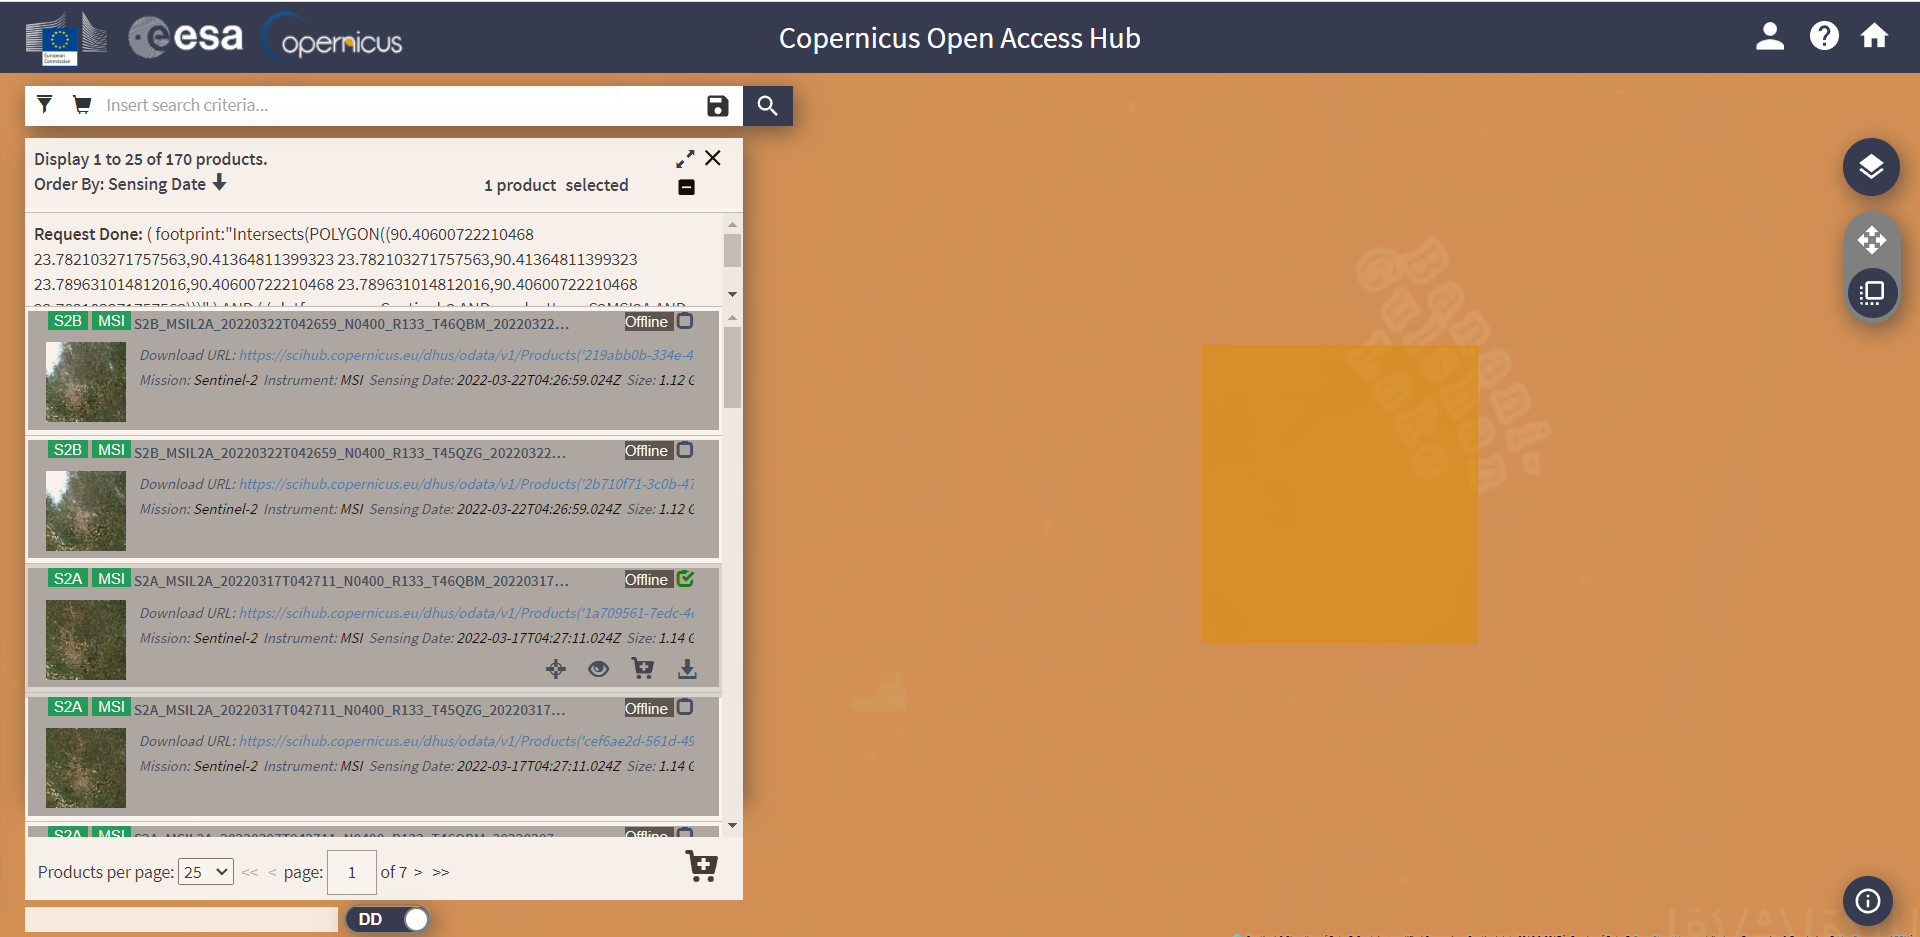 European
Commission
esa
opernicus
Copernicus Open Access Hub
Insert search criteria...
Display 1 to 25 of 170 products.
Order By: Sensing Date
1 product selected
Request Done: ( footprint:"Intersects(POLYGON((90.40600722210468
23.782103271757563,90.41364811399323 23.782103271757563,90.41364811399323
23.789631014812016,90.40600722210468 23.789631014812016,90.40600722210468
S2B MSI S2B_MSIL2A_20220322T042659_N0400_R133_T46QBM_20220322... Offline
Download URL: https://scihub.copernicus.eu/dhus/odata/v1/Products('219abb0b-334e-4
Mission: Sentinel-2 Instrument: MSI Sensing Date: 2022-03-22T04:26:59.024Z Size: 1.12 G
S2B MSI S2B_MSIL2A_20220322T042659_N0400_R133_T45QZG_20220322... Offline
Download URL: https://scihub.copernicus.eu/dhus/odata/v1/Products('2b710f71-3c0b-47
Mission: Sentinel-2 Instrument: MSI Sensing Date: 2022-03-22T04:26:59.024Z Size: 1.12 G
S2A MSI S2A_MSIL2A_20220317T042711_N0400_R133_T46QBM_20220317... Offline
Download URL: https://scihub.copernicus.eu/dhus/odata/v1/Products('1a709561-7edc-4c
Mission: Sentinel-2 Instrument: MSI Sensing Date: 2022-03-17T04:27:11.024Z Size: 1.14 G
S2A MSI S2A_MSIL2A_20220317T042711_N0400_R133_T45QZG_20220317... Offline
Download URL: https://scihub.copernicus.eu/dhus/odata/v1/Products('cef6ae2d-561d-49
Mission: Sentinel-2 Instrument: MSI Sensing Date: 2022-03-17T04:27:11.024Z Size: 1.14 G
S2A MSI Offline
Products per page: 25 << < page: 1 of 7 > >>
DD
Banani-
Gulshan
Lake